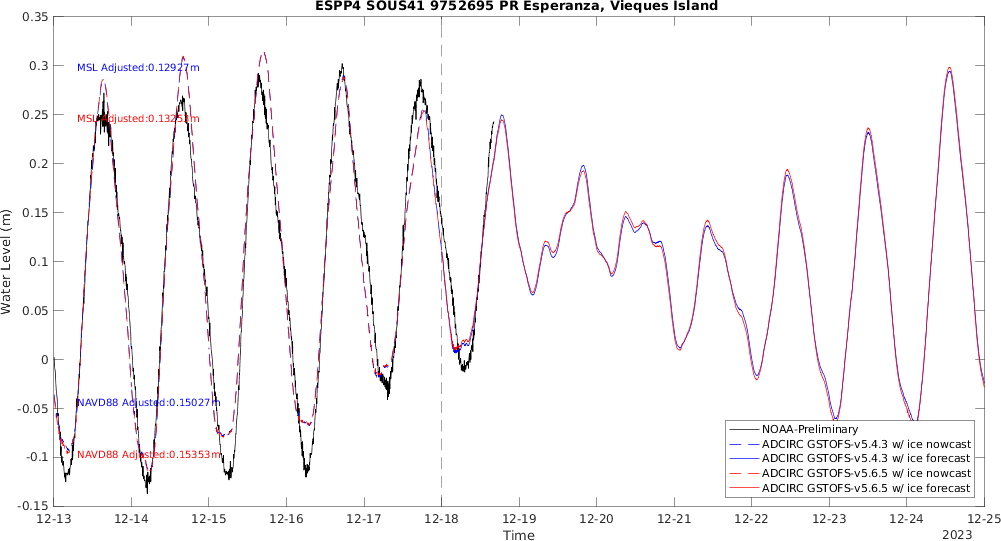 ESPP4 SOUS41 9752695 PR Esperanza, Vieques Island
0.35
0.3
0.25
0.2
0.15
0.1
0.05
0
-0.05
-0.1
-0.15
Water Level (m)
MSL Adjusted:0.12927m
MSL Adjusted:0.13253m
NAVD88 Adjusted:0.15027m
NAVD88 Adjusted:0.15353m
NOAA-Preliminary
ADCIRC GSTOFS-v5.4.3 w/ ice nowcast
ADCIRC GSTOFS-v5.4.3 w/ ice forecast
ADCIRC GSTOFS-v5.6.5 w/ ice nowcast
ADCIRC GSTOFS-v5.6.5 w/ ice forecast
12-13 12-14 12-15 12-16 12-17 12-18 12-19 12-20 12-21 12-22 12-23 12-24 12-25
Time
2023